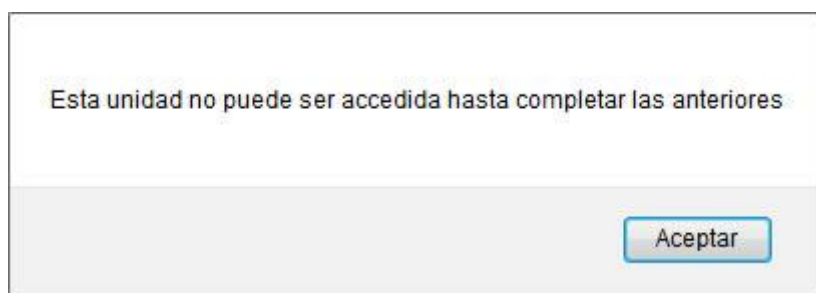 Esta unidad no puede ser accedida hasta completar las anteriores
Aceptar